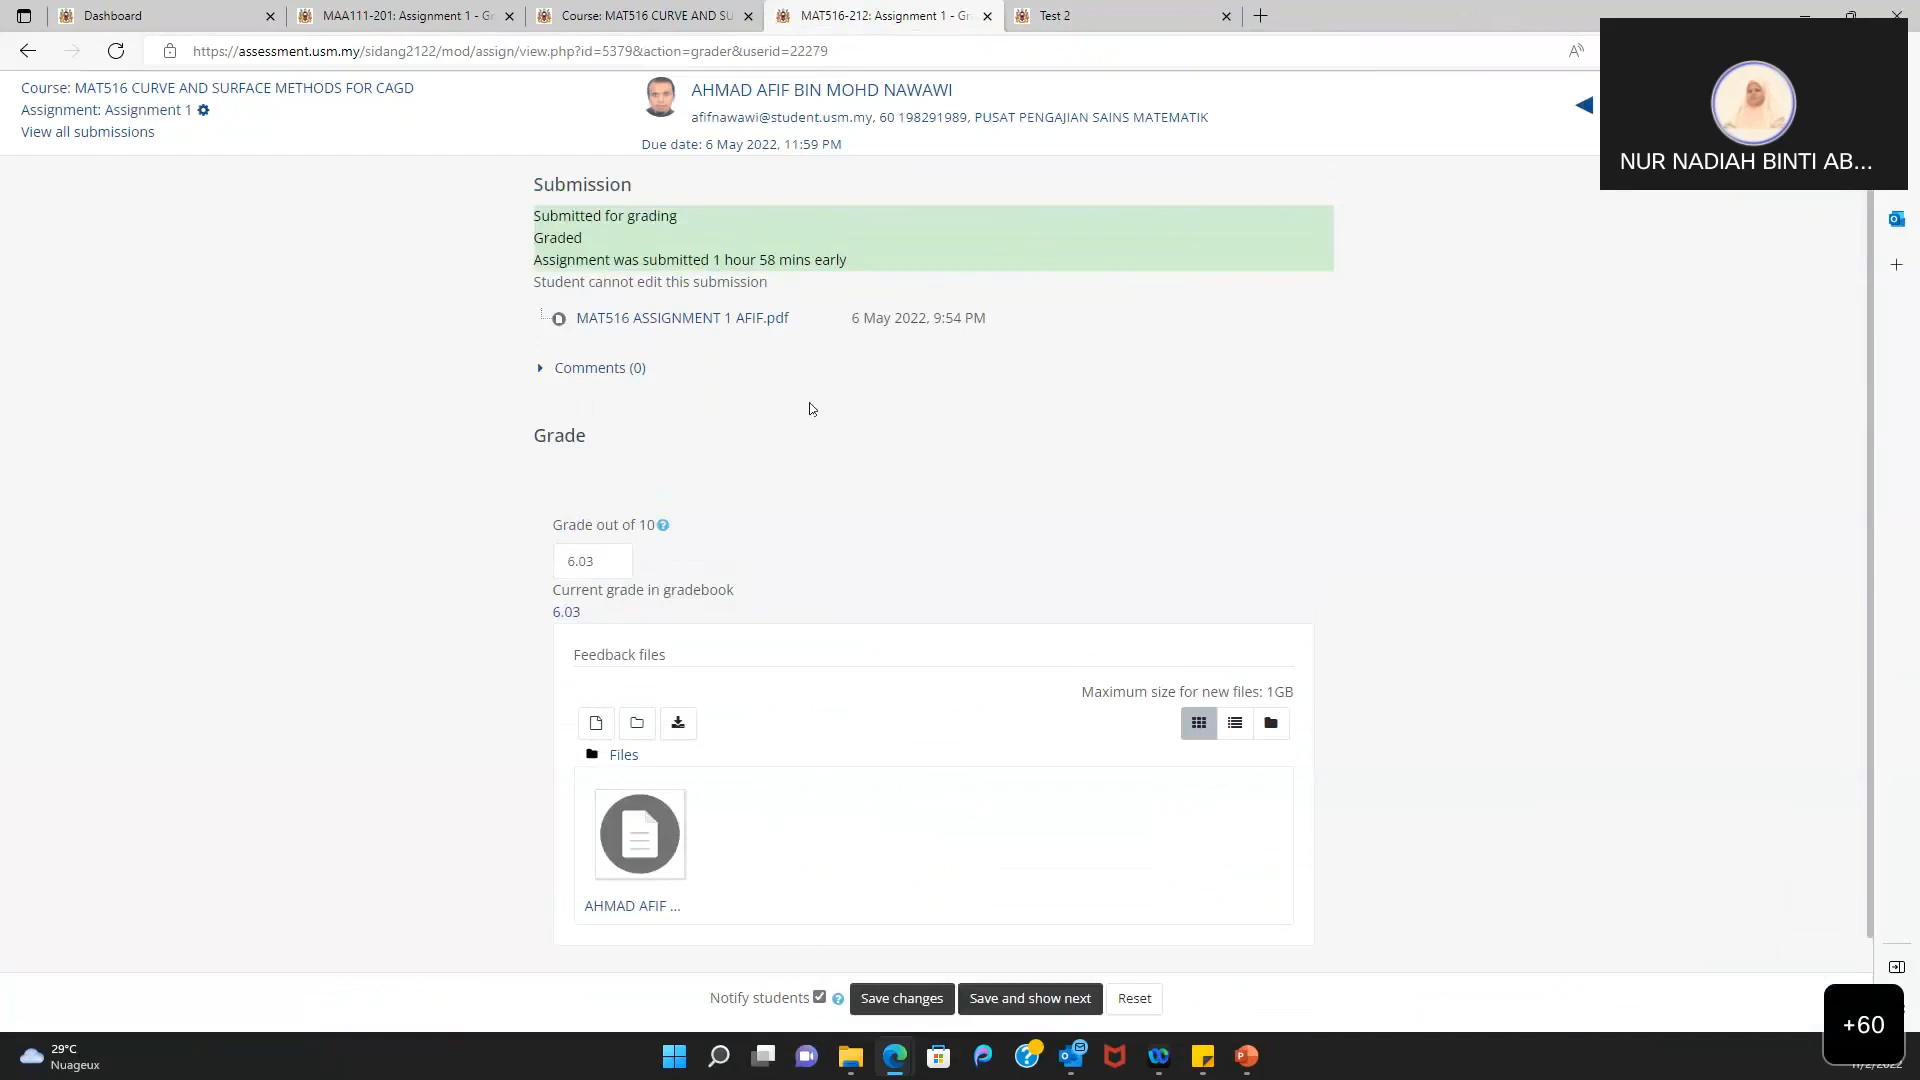 Dashboard
MAA111-201: Assignment 1 - Gr
Course: MAT516 CURVE AND SU
MAT516-212: Assignment 1 - Gr
Test 2
https://assessment.usm.my/sidang2122/mod/assign/view.php?id=5379&action=grader&userid=22279
Course: MAT516 CURVE AND SURFACE METHODS FOR CAGD
Assignment: Assignment 1
View all submissions
AHMAD AFIF BIN MOHD NAWAWI
afifnawawi@student.usm.my, 60 198291989, PUSAT PENGAJIAN SAINS MATEMATIK
Due date: 6 May 2022, 11:59 PM
NUR NADIAH BINTI AB...
Submission
Submitted for grading
Graded
Assignment was submitted 1 hour 58 mins early
Student cannot edit this submission
MAT516 ASSIGNMENT 1 AFIF.pdf 6 May 2022, 9:54 PM
Comments (0)
Grade
Grade out of 10
6.03
Current grade in gradebook
6.03
Feedback files
Maximum size for new files: 1GB
Files
AHMAD AFIF ...
Notify students Save changes Save and show next Reset
+60
29°C
Nuageux